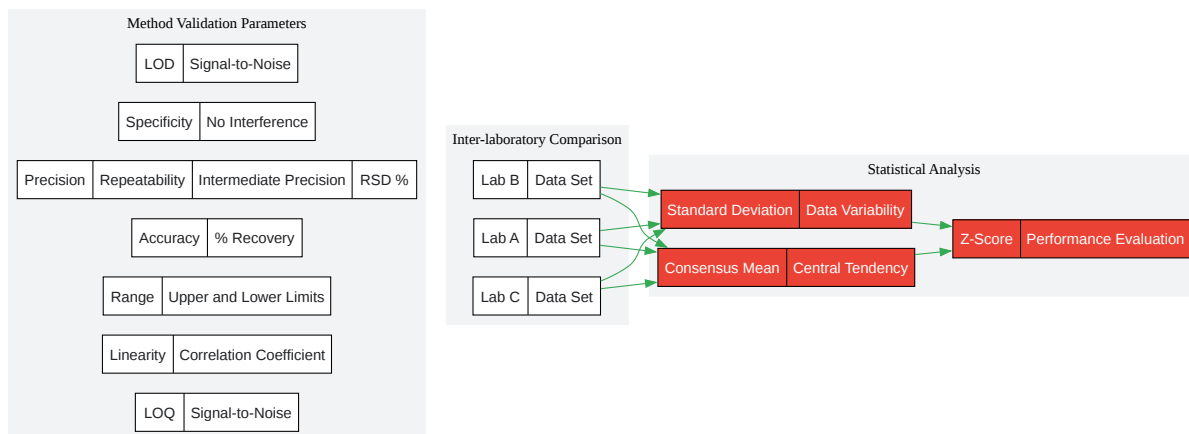 Method Validation Parameters
LOD Signal-to-Noise
Specificity No Interference
Precision Repeatability Intermediate Precision RSD %
Accuracy % Recovery
Range Upper and Lower Limits
Linearity Correlation Coefficient
LOQ Signal-to-Noise
Inter-laboratory Comparison
Lab B Data Set
Lab A Data Set
Lab C Data Set
Statistical Analysis
Standard Deviation Data Variability
Consensus Mean Central Tendency
Z-Score Performance Evaluation